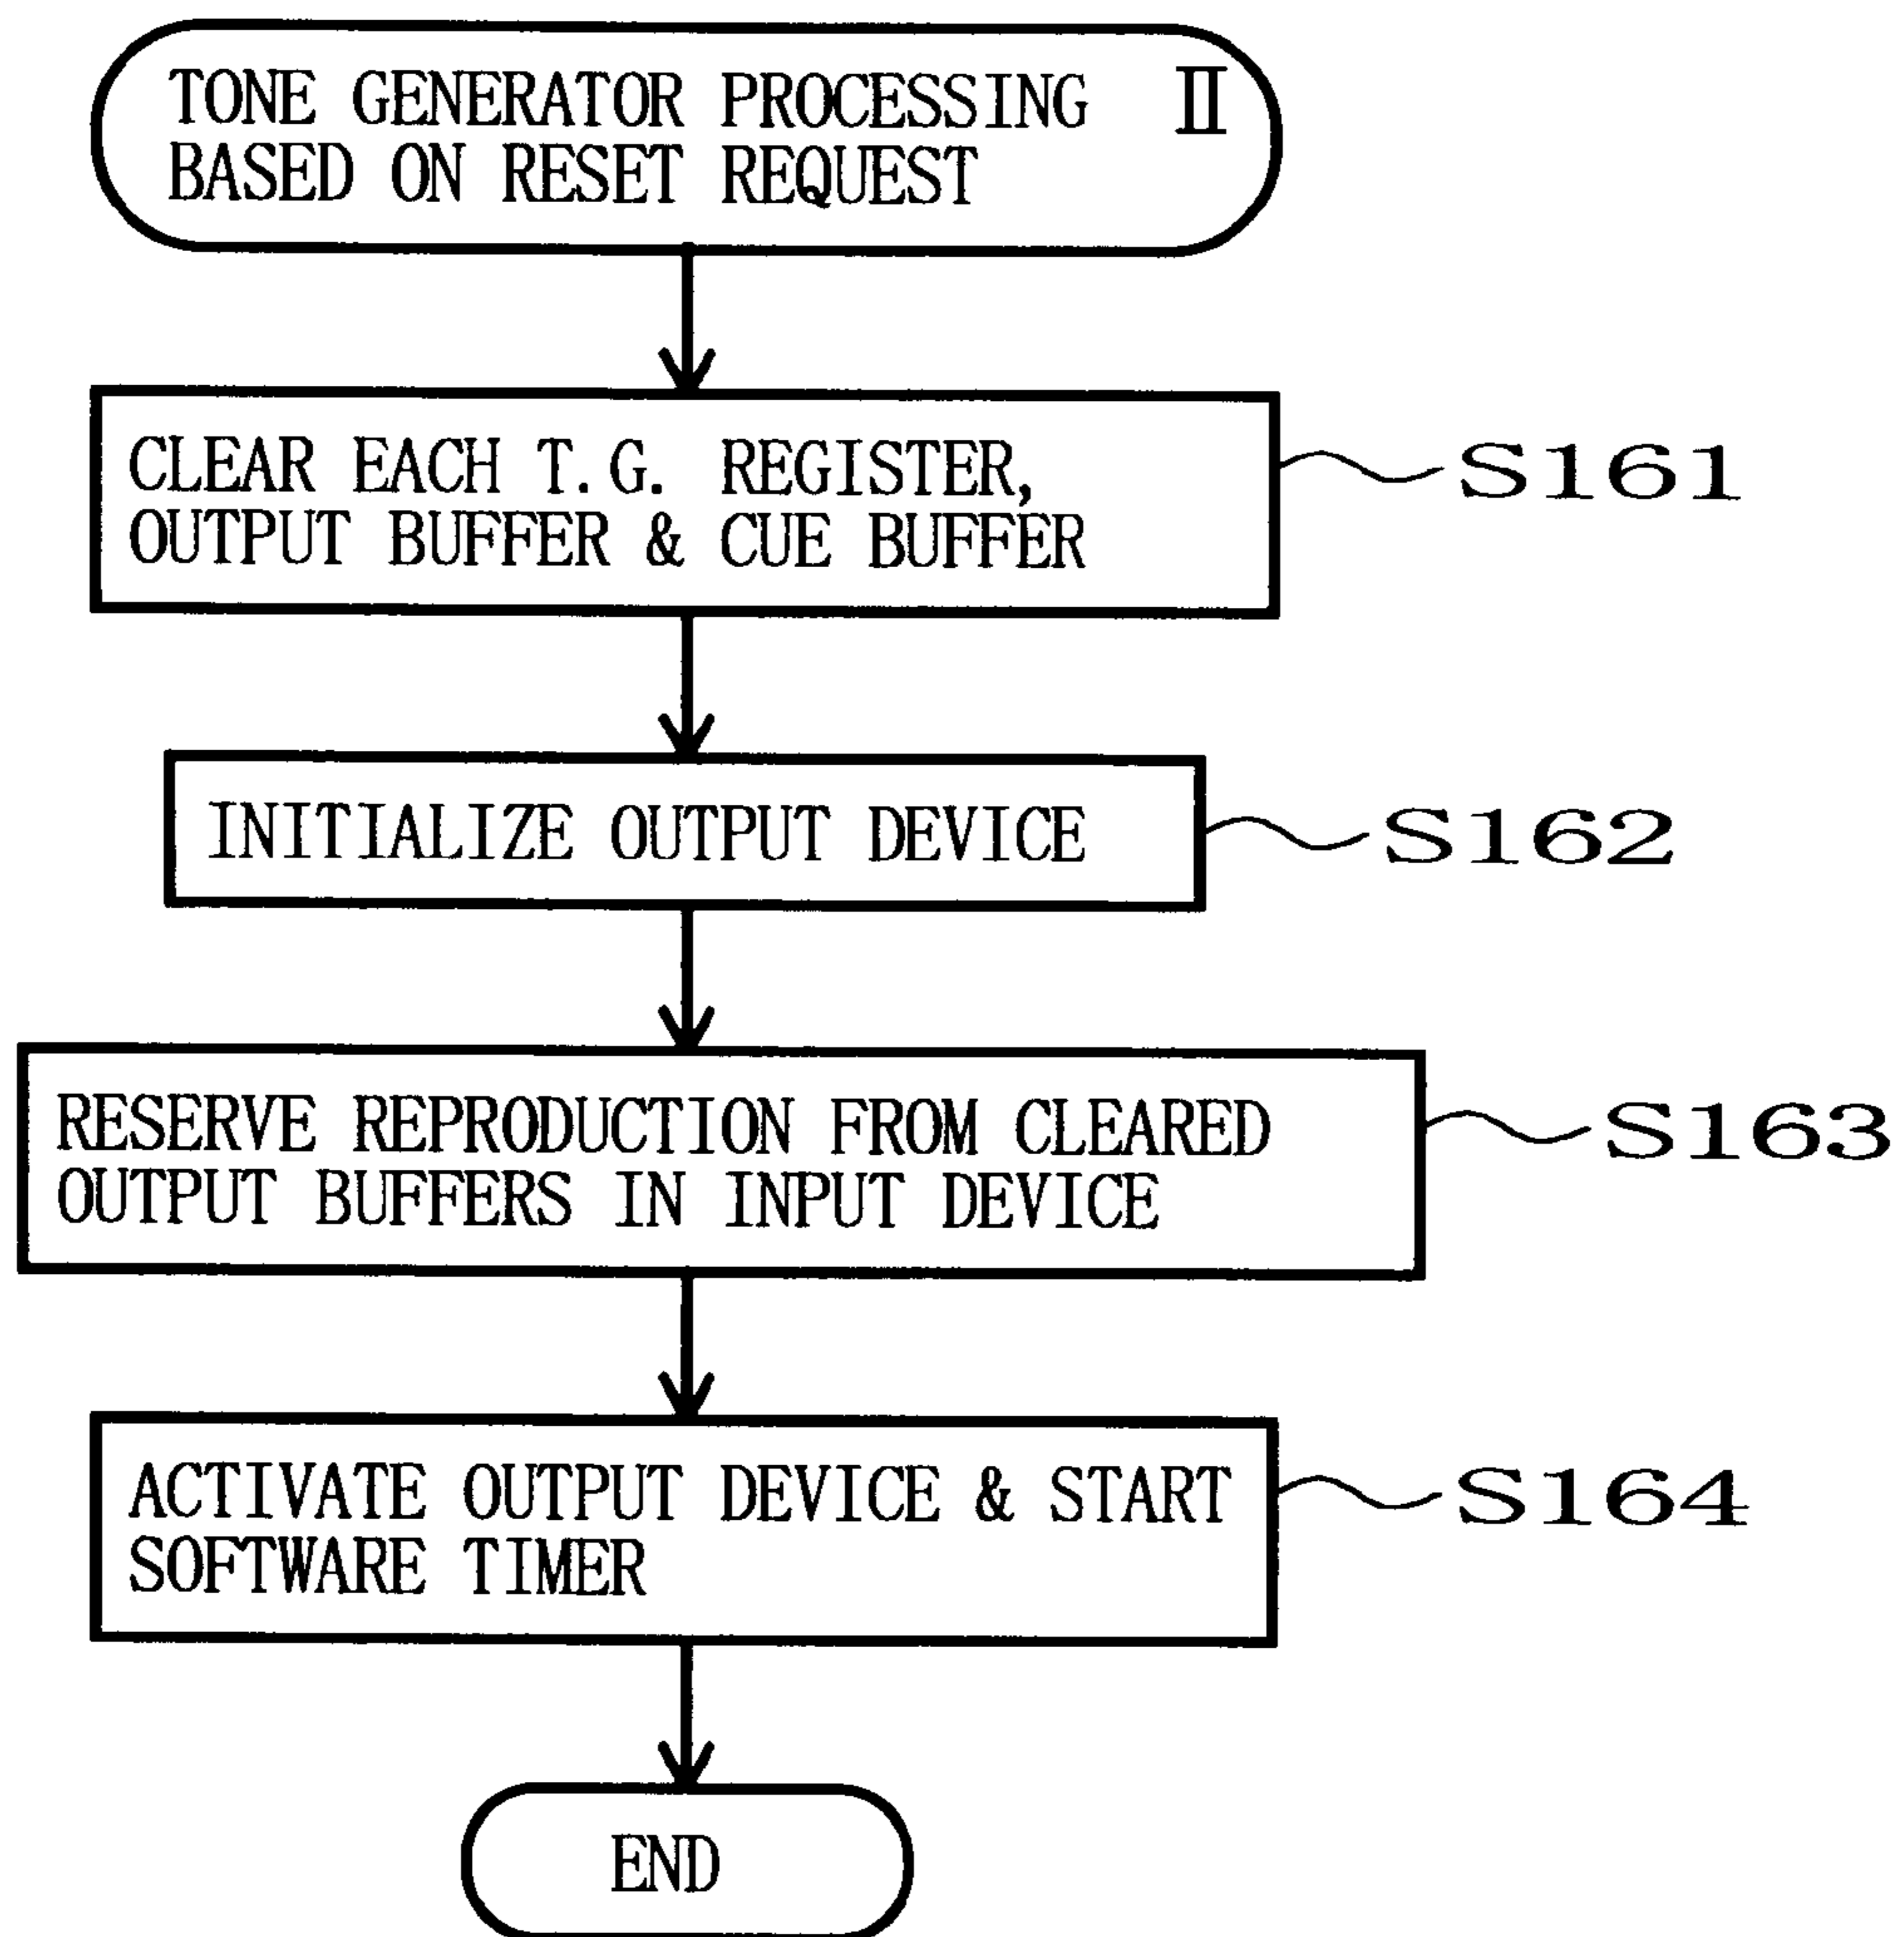 TONE GENERATOR PROCESSING II
BASED ON RESET REQUEST
CLEAR EACH T. G. REGISTER,
OUTPUT BUFFER & CUE BUFFER
S161
INITIALIZE OUTPUT DEVICE
S162
RESERVE REPRODUCTION FROM CLEARED
OUTPUT BUFFERS IN INPUT DEVICE
S163
ACTIVATE OUTPUT DEVICE & START
SOFTWARE TIMER
S164
END